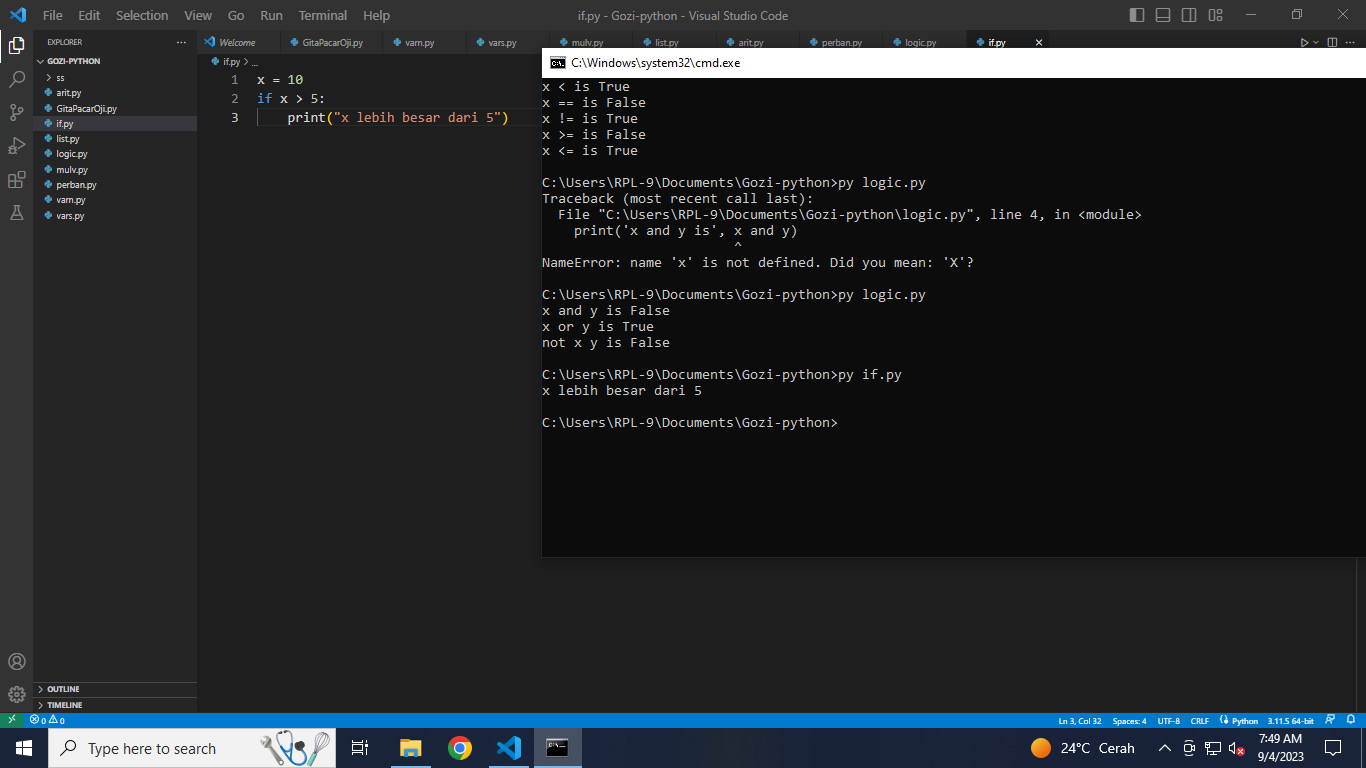 File Edit Selection View Go Run Terminal Help
if.py - Gozi-python - Visual Studio Code
EXPLORER
Welcome GitaPacarOji.py varn.py vars.py mulv.py list.py arit.py perban.py logic.py if.py
GOZI-PYTHON
ss
arit.py
GitaPacarOji.py
if.py
list.py
logic.py
mulv.py
perban.py
varn.py
vars.py
OUTLINE
TIMELINE
if.py > ...
1 x = 10
2 if x > 5:
3 print("x lebih besar dari 5")
C:\Windows\system32\cmd.exe
x < is True
x == is False
x != is True
x >= is False
x <= is True
C:\Users\RPL-9\Documents\Gozi-python>py logic.py
Traceback (most recent call last):
File "C:\Users\RPL-9\Documents\Gozi-python\logic.py", line 4, in <module>
print('x and y is', x and y)
^
NameError: name 'x' is not defined. Did you mean: 'X'?
C:\Users\RPL-9\Documents\Gozi-python>py logic.py
x and y is False
x or y is True
not x y is False
C:\Users\RPL-9\Documents\Gozi-python>py if.py
x lebih besar dari 5
C:\Users\RPL-9\Documents\Gozi-python>
0 0
Ln 3, Col 32 Spaces: 4 UTF-8 CRLF Python 3.11.5 64-bit
Type here to search
24°C Cerah
7:49 AM
9/4/2023